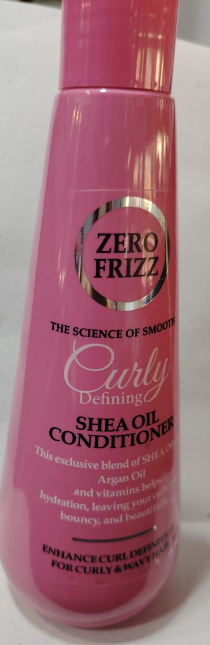 ZERO
FRIZZ
THE SCIENCE OF SMOOTH
Curly
Defining
SHEA OIL
CONDITIONER
This exclusive blend of SHEA
Argan Oil
and vitamins helps
hydration, leaving your
bouncy, and
ENHANCE CURL DEFINITION
FOR CURLY & WAVY